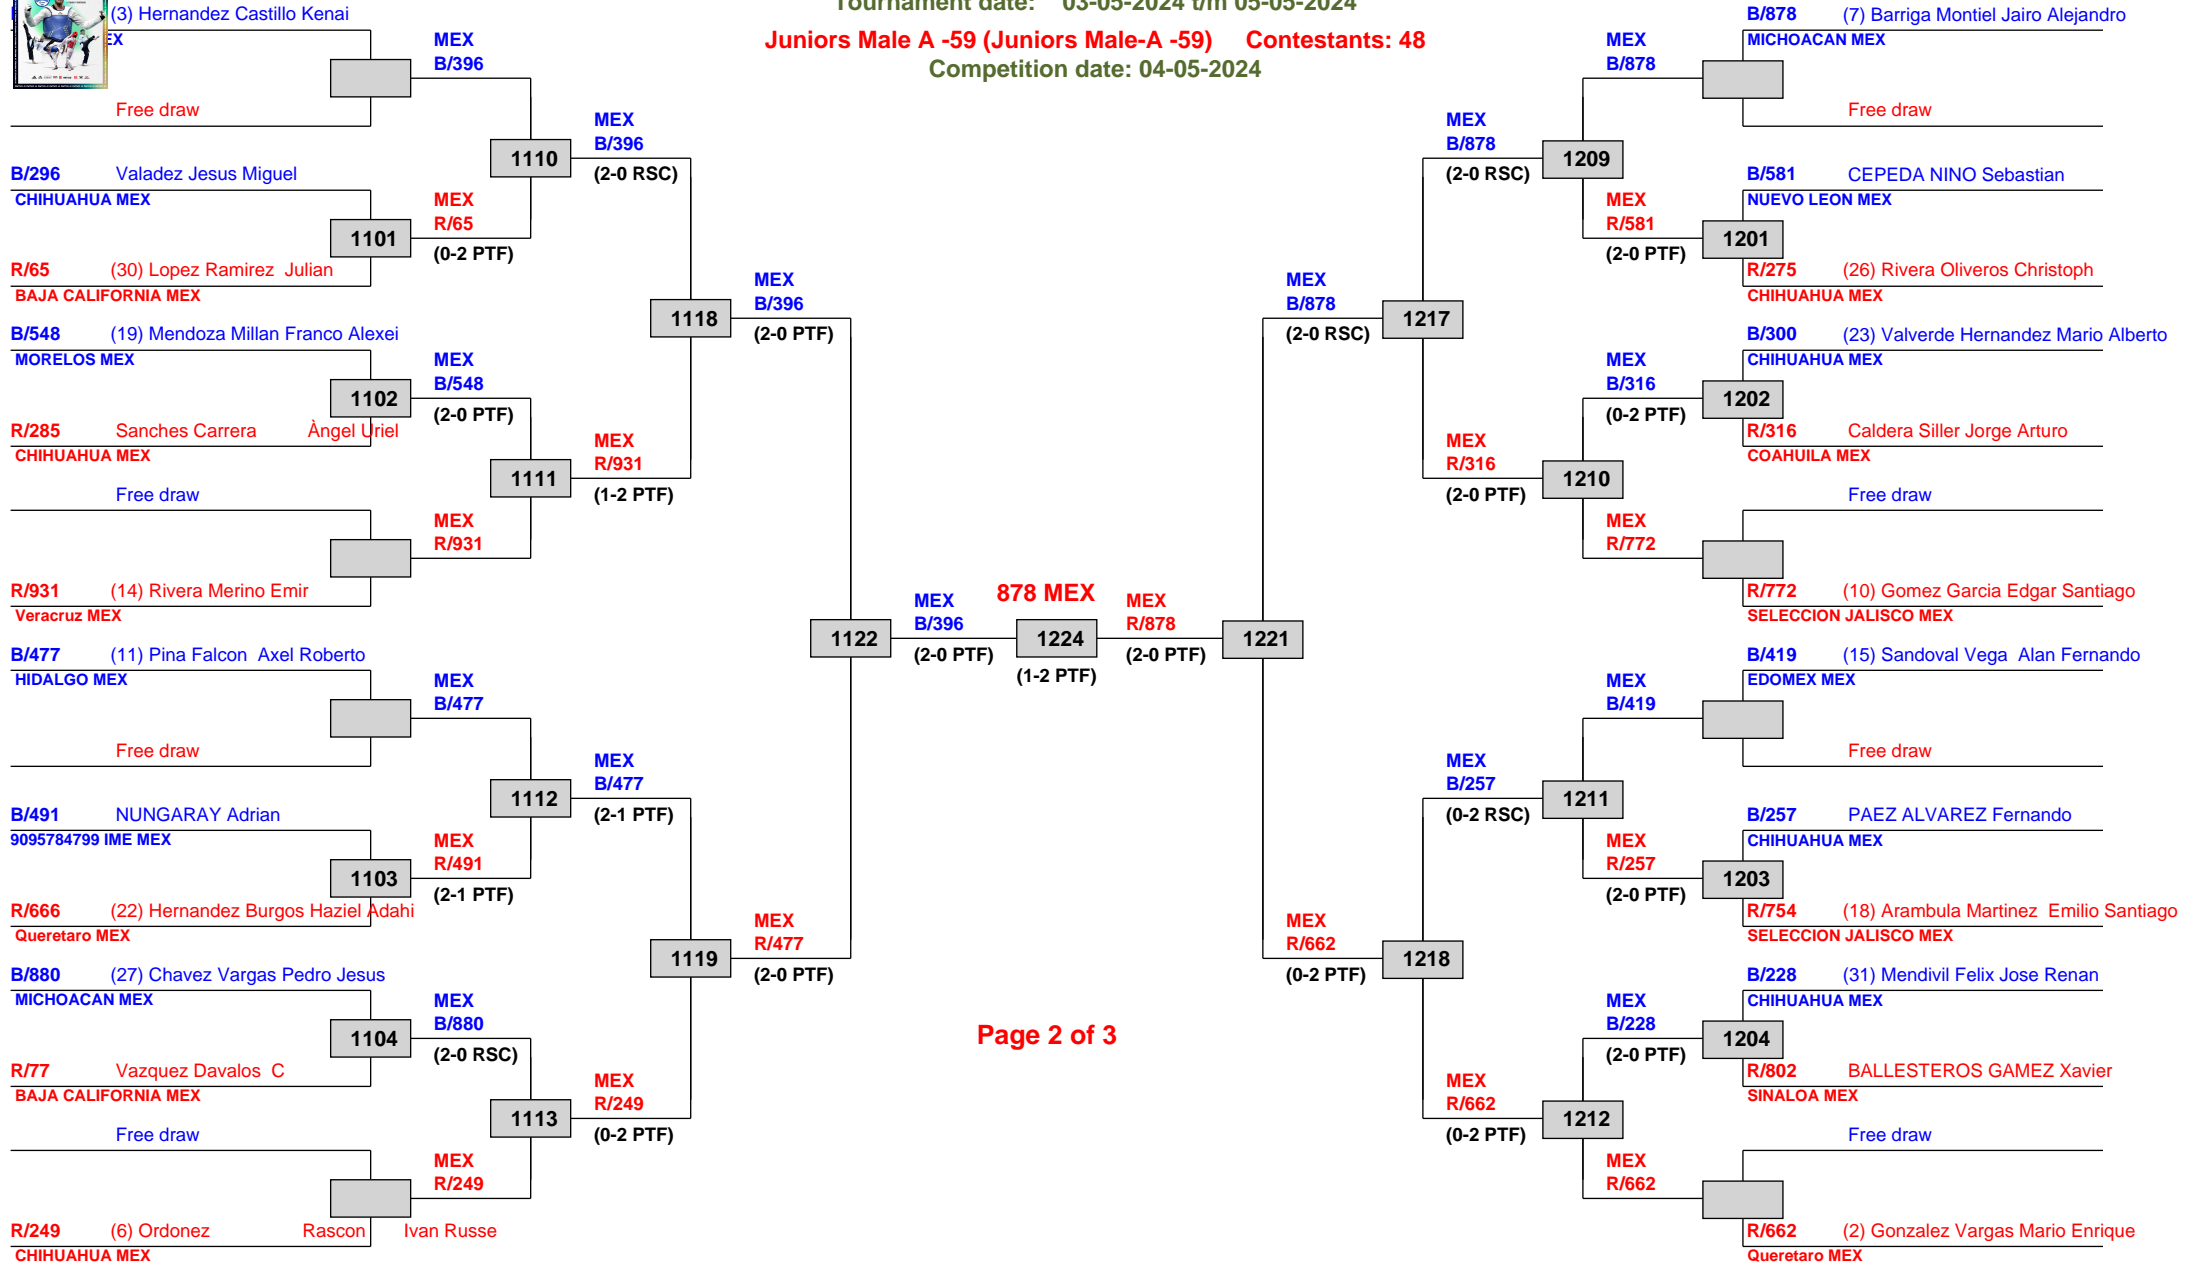 (3) Hernandez Castillo Kenai
EX
Free draw
B/296 Valadez Jesus Miguel
CHIHUAHUA MEX
R/65 (30) Lopez Ramirez Julian
BAJA CALIFORNIA MEX
B/548 (19) Mendoza Millan Franco Alexei
MORELOS MEX
R/285 Sanches Carrera Àngel Uriel
CHIHUAHUA MEX
Free draw
R/931 (14) Rivera Merino Emir
Veracruz MEX
B/477 (11) Pina Falcon Axel Roberto
HIDALGO MEX
Free draw
B/491 NUNGARAY Adrian
9095784799 IME MEX
R/666 (22) Hernandez Burgos Haziel Adahi
Queretaro MEX
B/880 (27) Chavez Vargas Pedro Jesus
MICHOACAN MEX
R/77 Vazquez Davalos C
BAJA CALIFORNIA MEX
Free draw
R/249 (6) Ordonez Rascon Ivan Russe
CHIHUAHUA MEX
1101
1102
1103
1104
MEX
B/396
MEX
R/65
(0-2 PTF)
MEX
B/548
(2-0 PTF)
MEX
R/931
MEX
B/477
MEX
R/491
(2-1 PTF)
MEX
B/880
(2-0 RSC)
MEX
R/249
1110
1111
1112
1113
MEX
B/396
(2-0 RSC)
MEX
R/931
(1-2 PTF)
MEX
B/477
(2-1 PTF)
MEX
R/249
(0-2 PTF)
1118
1119
MEX
B/396
(2-0 PTF)
MEX
R/477
(2-0 PTF)
1122
Tournament date: 03-05-2024 t/m 05-05-2024
Juniors Male A -59 (Juniors Male-A -59) Contestants: 48
Competition date: 04-05-2024
MEX
B/396
(2-0 PTF)
878 MEX
1224
(1-2 PTF)
MEX
R/878
(2-0 PTF)
Page 2 of 3
1221
MEX
B/878
(2-0 RSC)
MEX
R/662
(0-2 PTF)
1217
1218
MEX
B/878
(2-0 RSC)
MEX
R/316
(2-0 PTF)
MEX
B/257
(0-2 RSC)
MEX
R/662
(0-2 PTF)
1209
1210
1211
1212
MEX
B/878
MEX
R/581
(2-0 PTF)
MEX
B/316
(0-2 PTF)
MEX
R/772
MEX
B/419
MEX
R/257
(2-0 PTF)
MEX
B/228
(2-0 PTF)
MEX
R/662
1201
1202
1203
1204
B/878 (7) Barriga Montiel Jairo Alejandro
MICHOACAN MEX
Free draw
B/581 CEPEDA NINO Sebastian
NUEVO LEON MEX
R/275 (26) Rivera Oliveros Christoph
CHIHUAHUA MEX
B/300 (23) Valverde Hernandez Mario Alberto
CHIHUAHUA MEX
R/316 Caldera Siller Jorge Arturo
COAHUILA MEX
Free draw
R/772 (10) Gomez Garcia Edgar Santiago
SELECCION JALISCO MEX
B/419 (15) Sandoval Vega Alan Fernando
EDOMEX MEX
Free draw
B/257 PAEZ ALVAREZ Fernando
CHIHUAHUA MEX
R/754 (18) Arambula Martinez Emilio Santiago
SELECCION JALISCO MEX
B/228 (31) Mendivil Felix Jose Renan
CHIHUAHUA MEX
R/802 BALLESTEROS GAMEZ Xavier
SINALOA MEX
Free draw
R/662 (2) Gonzalez Vargas Mario Enrique
Queretaro MEX